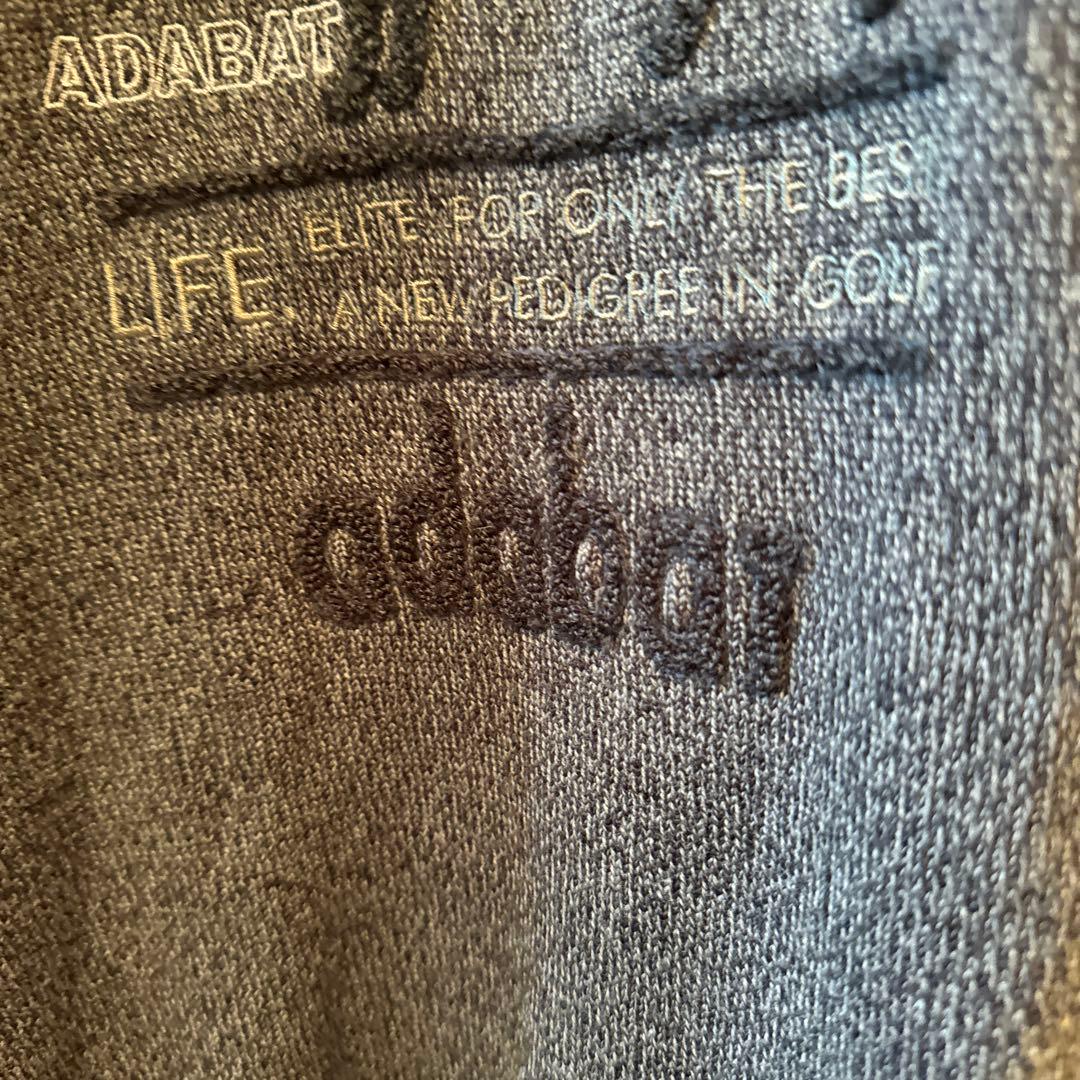 ADABAT
ELITE FOR ONLY THE BEST
LIFE. A NEW PEDIGREE IN GOLF
adabat